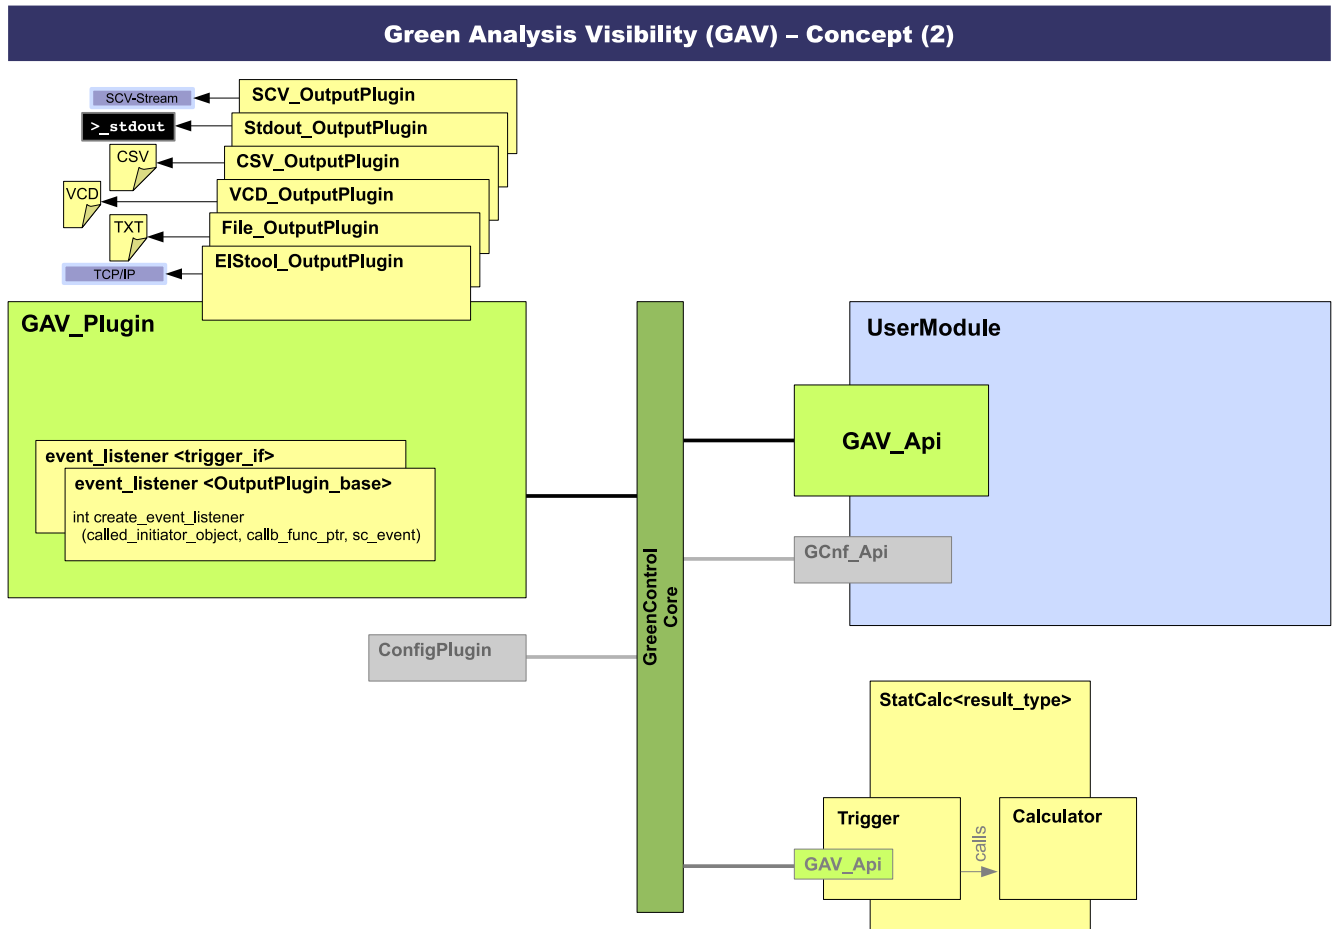 Green Analysis Visibility (GAV) – Concept (2)
SCV-Stream
SCV_OutputPlugin
>_stdout
Stdout_OutputPlugin
CSV
CSV_OutputPlugin
VCD
VCD_OutputPlugin
TXT
File_OutputPlugin
TCP/IP
EIStool_OutputPlugin
GAV_Plugin
event_listener <trigger_if>
event_listener <OutputPlugin_base>
int create_event_listener
(called_initiator_object, callb_func_ptr, sc_event)
ConfigPlugin
GreenControl
Core
UserModule
GAV_Api
GCnf_Api
StatCalc<result_type>
Trigger
GAV_Api
calls
Calculator